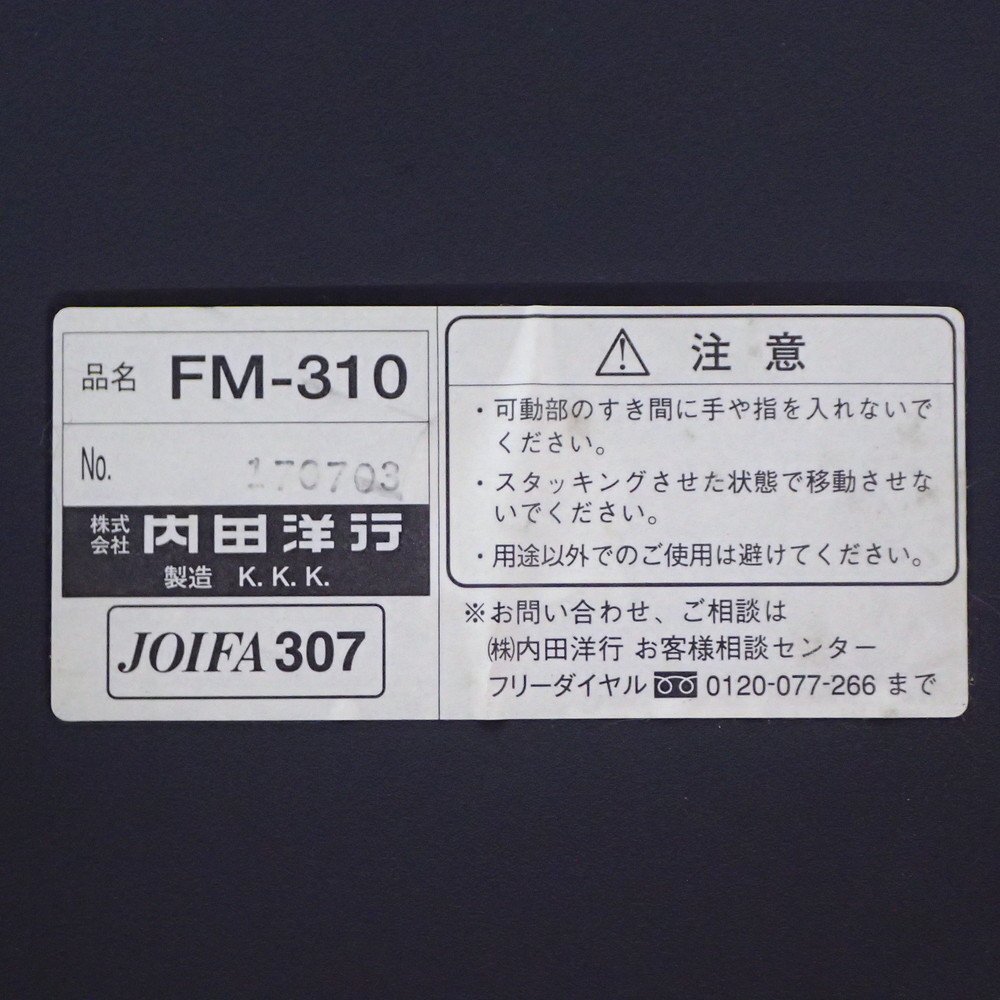 品名 FM-310
No. 170703
株式会社 内田洋行
製造 K. K. K.
JOIFA 307
注意
・可動部のすき間に手や指を入れないで
ください。
・スタッキングさせた状態で移動させな
いでください。
・用途以外でのご使用は避けてください。
※お問い合わせ、ご相談は
㈱内田洋行 お客様相談センター
フリーダイヤル 0120-077-266 まで